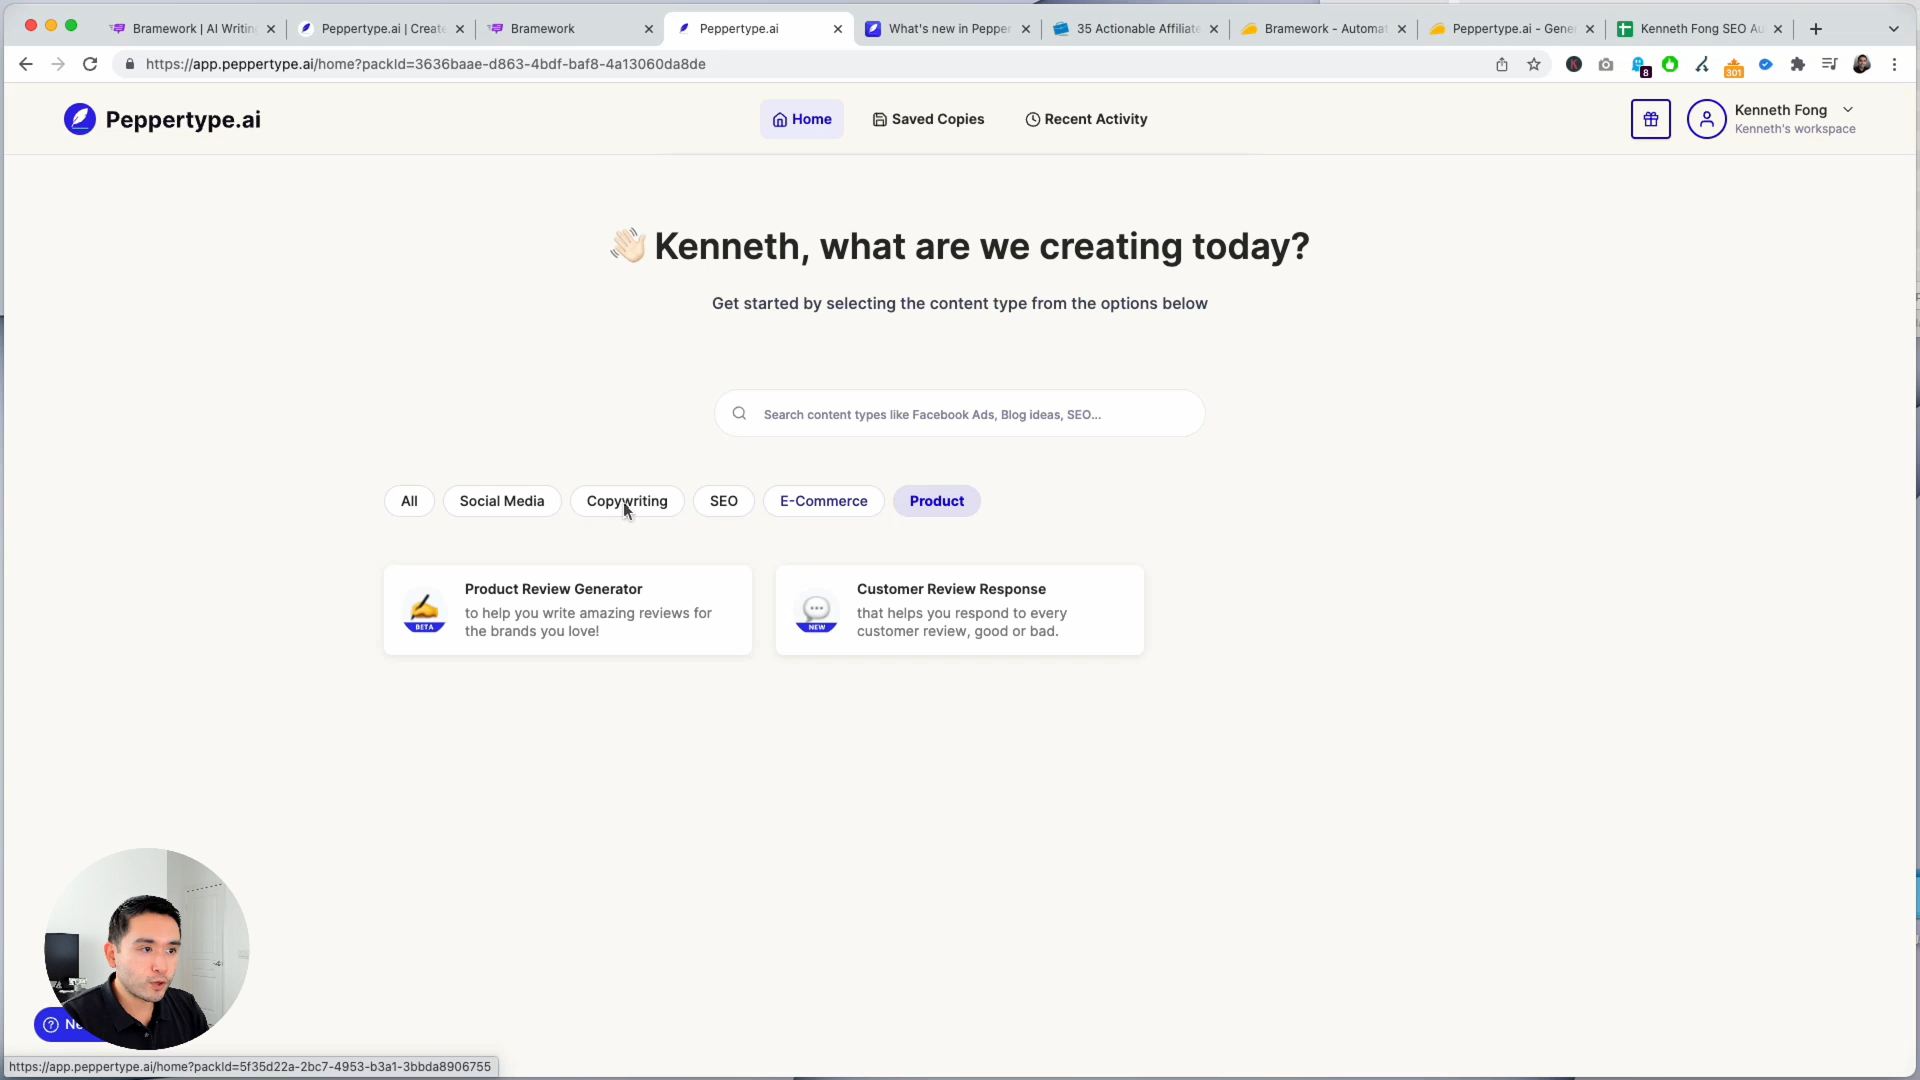 Bramework | AI Writing
Peppertype.ai | Create
Bramework
Peppertype.ai
What's new in Pepper
35 Actionable Affiliate
Bramework - Automat
Peppertype.ai - Gene
Kenneth Fong SEO Au
https://app.peppertype.ai/home?packId=3636baae-d863-4bdf-baf8-4a13060da8de
8
301
Peppertype.ai
Home
Saved Copies
Recent Activity
Kenneth Fong
Kenneth's workspace
Kenneth, what are we creating today?
Get started by selecting the content type from the options below
Search content types like Facebook Ads, Blog ideas, SEO...
All
Social Media
Copywriting
SEO
E-Commerce
Product
BETA
Product Review Generator
to help you write amazing reviews for
the brands you love!
NEW
Customer Review Response
that helps you respond to every
customer review, good or bad.
https://app.peppertype.ai/home?packId=5f35d22a-2bc7-4953-b3a1-3bbda8906755